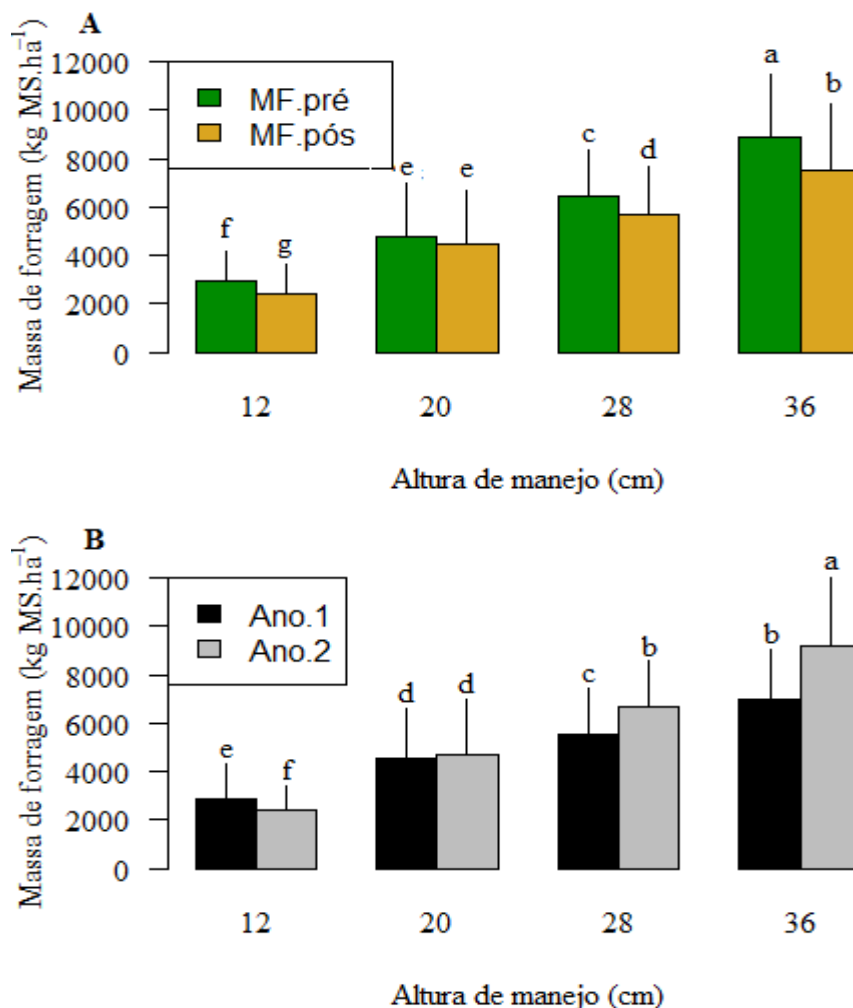 A
Massa de forragem (kg MS.ha⁻¹)
12000
10000
8000
6000
4000
2000
0
MF.pré
MF.pós
f g e e c d a b
12 20 28 36
Altura de manejo (cm)
B
Massa de forragem (kg MS.ha⁻¹)
12000
10000
8000
6000
4000
2000
0
Ano.1
Ano.2
e f d d c b b a
12 20 28 36
Altura de manejo (cm)